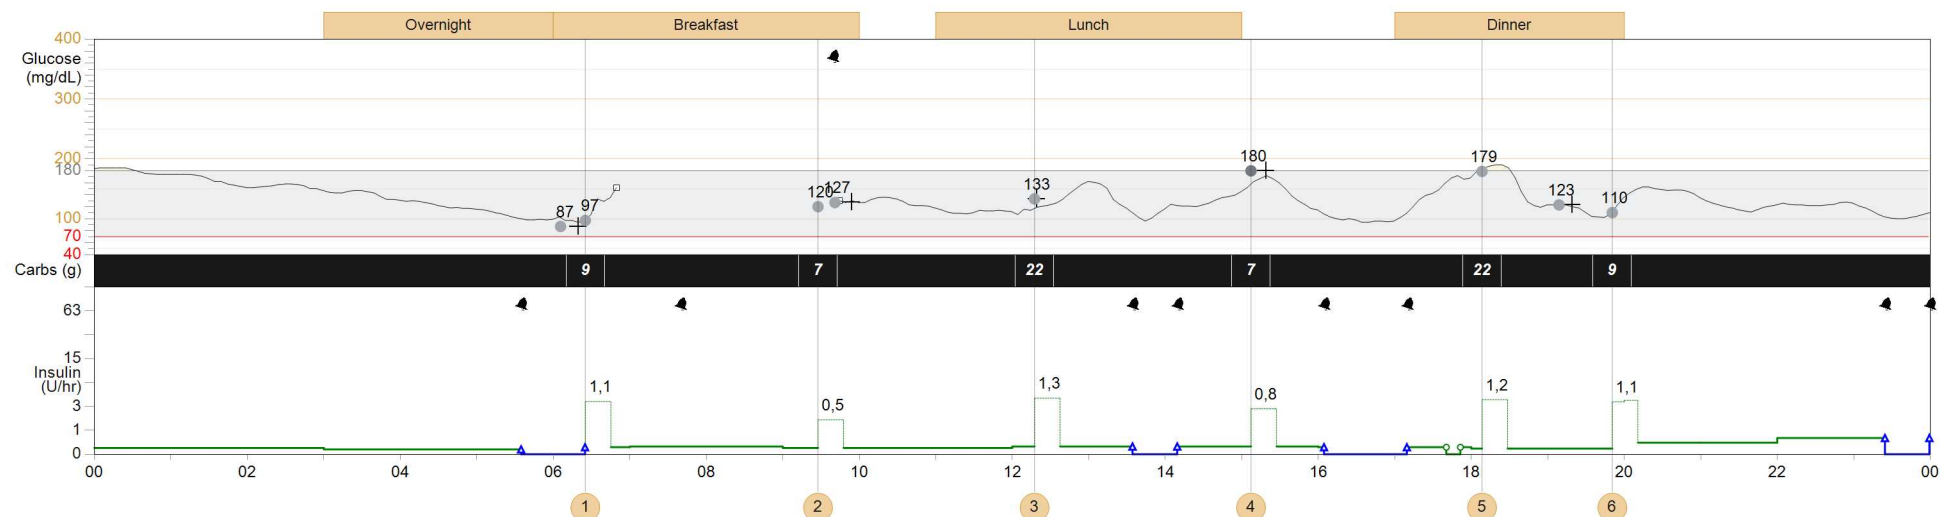 Overnight Breakfast Lunch Dinner
400
Glucose
(mg/dL)
300
200
180
100
70
40
87 97 120 127 133 180 179 123 110
Carbs (g) 9 7 22 7 22 9
63
15
Insulin
(U/hr)
3
1
0
1,1 0,5 1,3 0,8 1,2 1,1
00 02 04 06 08 10 12 14 16 18 20 22 00
1 2 3 4 5 6